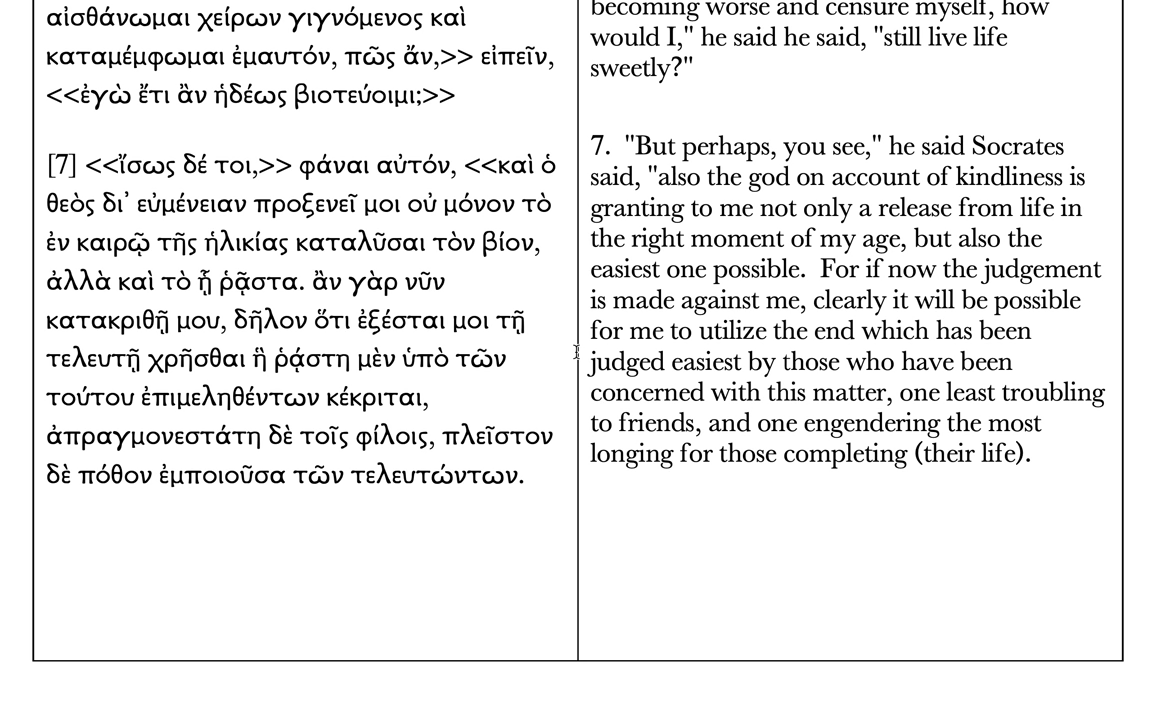 αἰσθάνωμαι χείρων γιγνόμενος καὶ
καταμέμφωμαι ἐμαυτόν, πῶς ἄν,>> εἰπεῖν,
<<ἐγὼ ἔτι ἂν ἡδέως βιοτεύοιμι;>>
[7] <<ἴσως δέ τοι,>> φάναι αὐτόν, <<καὶ ὁ
θεὸς δι᾽ εὐμένειαν προξενεῖ μοι οὐ μόνον τὸ
ἐν καιρῷ τῆς ἡλικίας καταλῦσαι τὸν βίον,
ἀλλὰ καὶ τὸ ᾗ ῥᾷστα. ἂν γὰρ νῦν
κατακριθῇ μου, δῆλον ὅτι ἐξέσται μοι τῇ
τελευτῇ χρῆσθαι ἣ ῥᾴστη μὲν ὑπὸ τῶν
τούτου ἐπιμεληθέντων κέκριται,
ἀπραγμονεστάτη δὲ τοῖς φίλοις, πλεῖστον
δὲ πόθον ἐμποιοῦσα τῶν τελευτώντων.
becoming worse and censure myself, how
would I," he said he said, "still live life
sweetly?"
7.  "But perhaps, you see," he said Socrates
said, "also the god on account of kindliness is
granting to me not only a release from life in
the right moment of my age, but also the
easiest one possible.  For if now the judgement
is made against me, clearly it will be possible
for me to utilize the end which has been
judged easiest by those who have been
concerned with this matter, one least troubling
to friends, and one engendering the most
longing for those completing (their life).